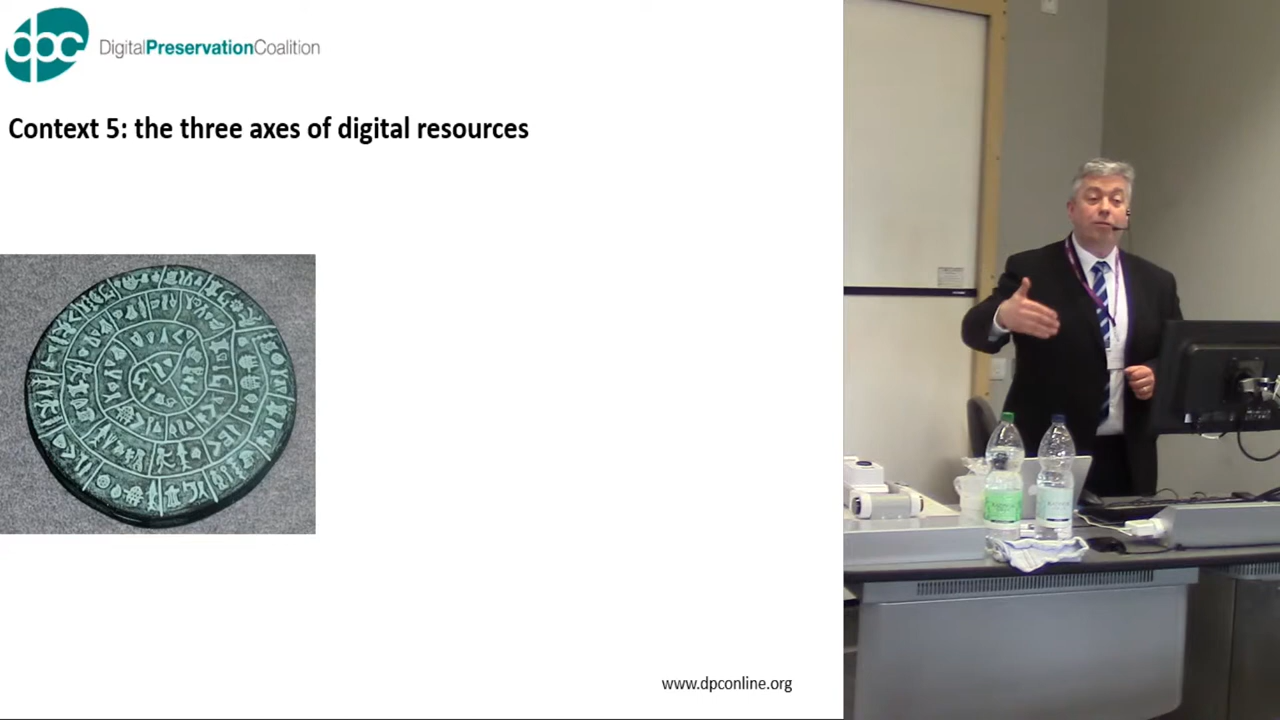 dpc DigitalPreservationCoalition
Context 5: the three axes of digital resources
www.dpconline.org